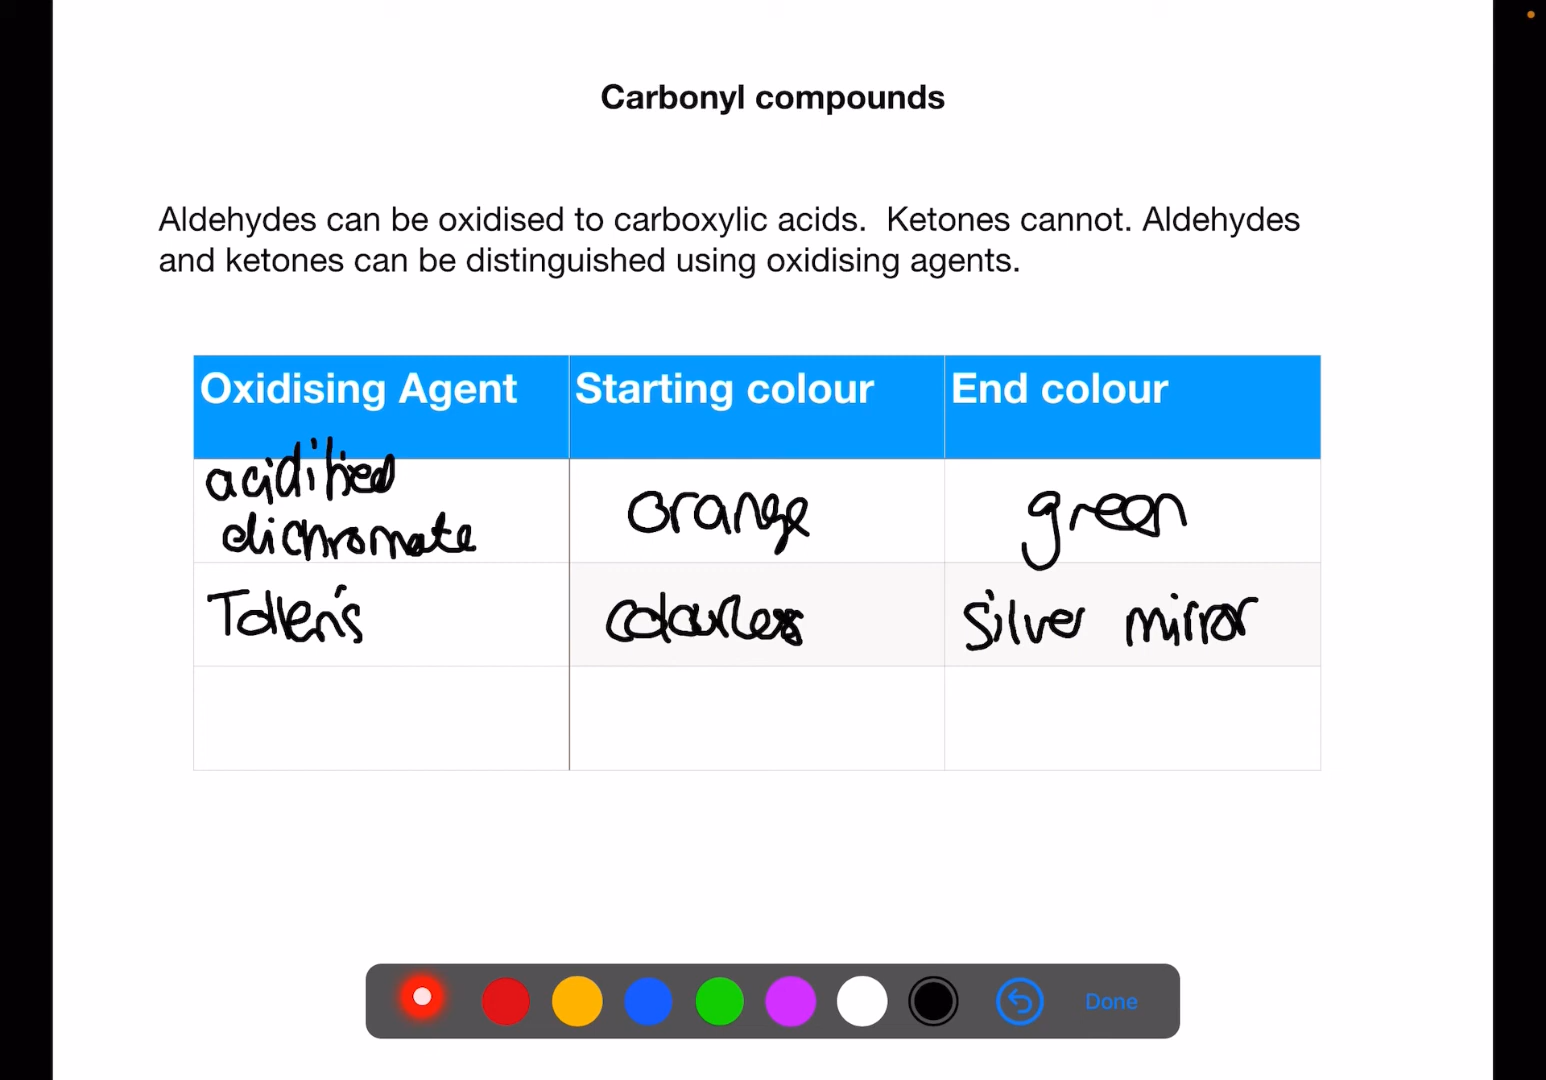 Carbonyl compounds
Aldehydes can be oxidised to carboxylic acids.  Ketones cannot. Aldehydes
and ketones can be distinguished using oxidising agents.
Oxidising Agent Starting colour End colour
acidified
dichromate orange green
Tollen's colourless silver mirror
Done